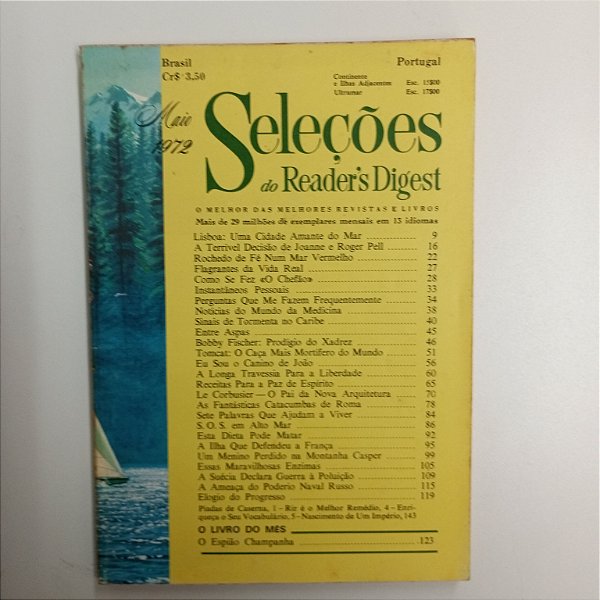 Brasil
Cr$ 3,50
Portugal
Continente
e Ilhas Adjacentes Esc. 15$00
Ultramar Esc. 17$00
Maio
1972
Seleções
do Reader's Digest
O MELHOR DAS MELHORES REVISTAS E LIVROS
Mais de 29 milhões de exemplares mensais em 13 idiomas
Lisboa: Uma Cidade Amante do Mar .......... 9
A Terrível Decisão de Joanne e Roger Pell .......... 16
Rochedo de Fé Num Mar Vermelho .......... 22
Flagrantes da Vida Real .......... 27
Como Se Fez «O Chefão» .......... 28
Instantâneos Pessoais .......... 33
Perguntas Que Me Fazem Frequentemente .......... 34
Notícias do Mundo da Medicina .......... 38
Sinais de Tormenta no Caribe .......... 40
Entre Aspas .......... 45
Bobby Fischer: Prodígio do Xadrez .......... 46
Tomcat: O Caça Mais Mortífero do Mundo .......... 51
Eu Sou o Canino de João .......... 56
A Longa Travessia Para a Liberdade .......... 60
Receitas Para a Paz de Espírito .......... 65
Le Corbusier — O Pai da Nova Arquitetura .......... 70
As Fantásticas Catacumbas de Roma .......... 78
Sete Palavras Que Ajudam a Viver .......... 84
S.O.S. em Alto Mar .......... 86
Esta Dieta Pode Matar .......... 92
A Ilha Que Defendeu a França .......... 95
Um Menino Perdido na Montanha Casper .......... 99
Essas Maravilhosas Enzimas .......... 105
A Suécia Declara Guerra à Poluição .......... 109
A Ameaça do Poderio Naval Russo .......... 115
Elogio do Progresso .......... 119
Piadas de Caserna, 1 – Rir é o Melhor Remédio, 4 – Enri-
queça o Seu Vocabulário, 5 – Nascimento de Um Império, 143
O LIVRO DO MÊS
O Espião Champanha .......... 123